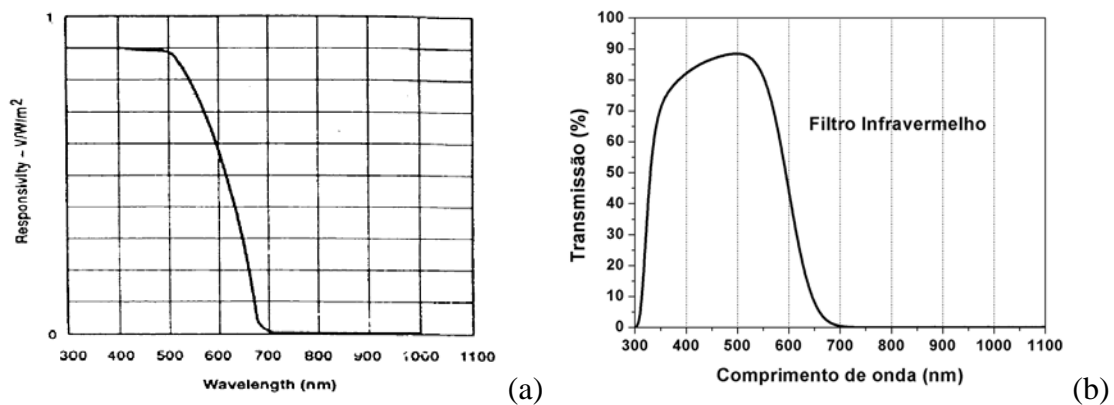 1
Responsivity – V/W/m²
0
300 400 500 600 700 800 900 1000 1100
Wavelength (nm)
(a)
100
90
80
70
60
50
40
30
20
10
0
Transmissão (%)
Filtro Infravermelho
300 400 500 600 700 800 900 1000 1100
Comprimento de onda (nm)
(b)